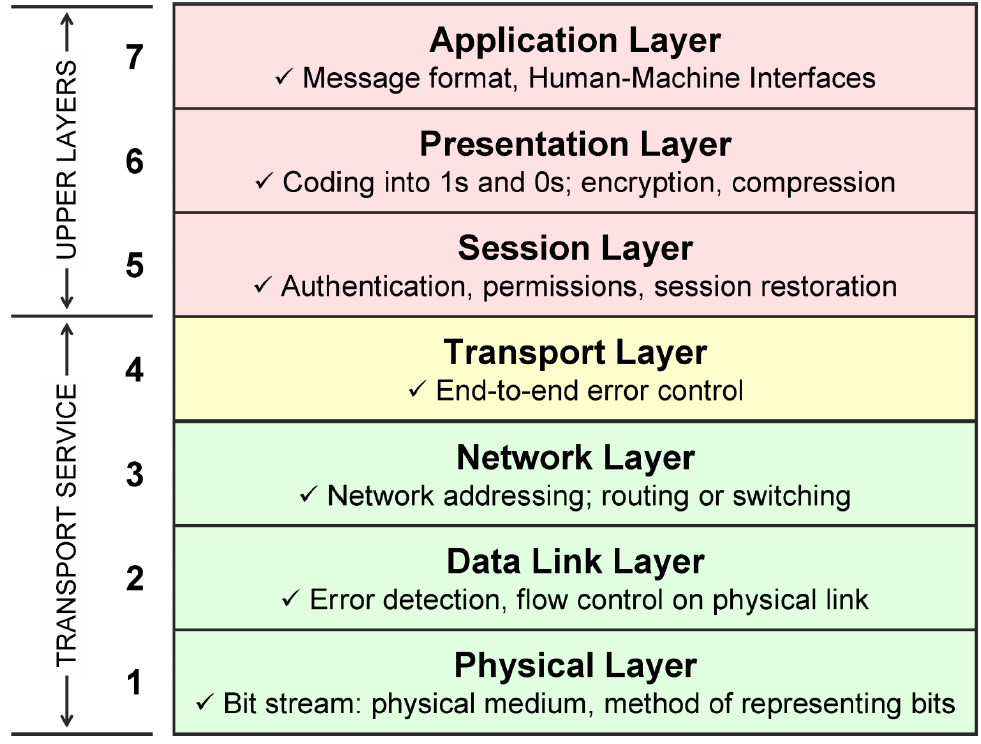 UPPER LAYERS
7
Application Layer
✓ Message format, Human-Machine Interfaces
6
Presentation Layer
✓ Coding into 1s and 0s; encryption, compression
5
Session Layer
✓ Authentication, permissions, session restoration
TRANSPORT SERVICE
4
Transport Layer
✓ End-to-end error control
3
Network Layer
✓ Network addressing; routing or switching
2
Data Link Layer
✓ Error detection, flow control on physical link
1
Physical Layer
✓ Bit stream: physical medium, method of representing bits